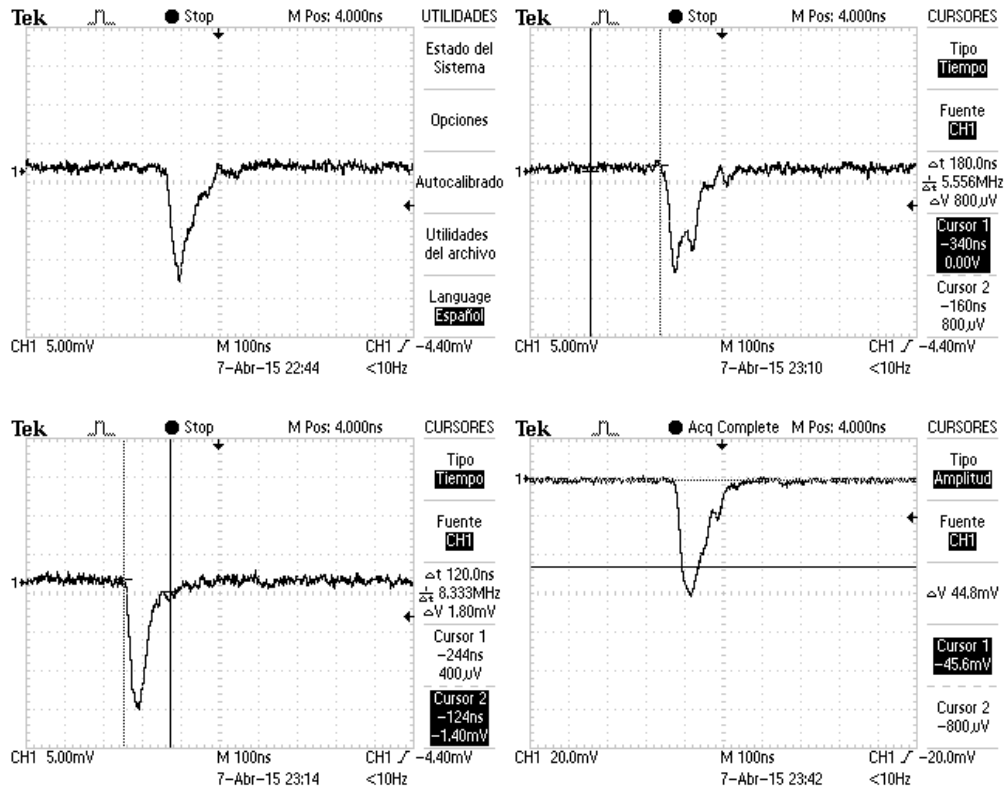 Tek Stop M Pos: 4.000ns UTILIDADES
Estado del
Sistema
Opciones
Autocalibrado
Utilidades
del archivo
Language
Español
1
CH1 5.00mV M 100ns CH1 -4.40mV
7-Abr-15 22:44 <10Hz
Tek Stop M Pos: 4.000ns CURSORES
Tipo
Tiempo
Fuente
CH1
△t 180.0ns
1/△t 5.556MHz
△V 800µV
Cursor 1
-340ns
0.00V
Cursor 2
-160ns
800µV
1
CH1 5.00mV M 100ns CH1 -4.40mV
7-Abr-15 23:10 <10Hz
Tek Stop M Pos: 4.000ns CURSORES
Tipo
Tiempo
Fuente
CH1
△t 120.0ns
1/△t 8.333MHz
△V 1.80mV
Cursor 1
-244ns
400µV
Cursor 2
-124ns
-1.40mV
1
CH1 5.00mV M 100ns CH1 -4.40mV
7-Abr-15 23:14 <10Hz
Tek Acq Complete M Pos: 4.000ns CURSORES
Tipo
Amplitud
Fuente
CH1
△V 44.8mV
Cursor 1
-45.6mV
Cursor 2
-800µV
1
CH1 20.0mV M 100ns CH1 -20.0mV
7-Abr-15 23:42 <10Hz